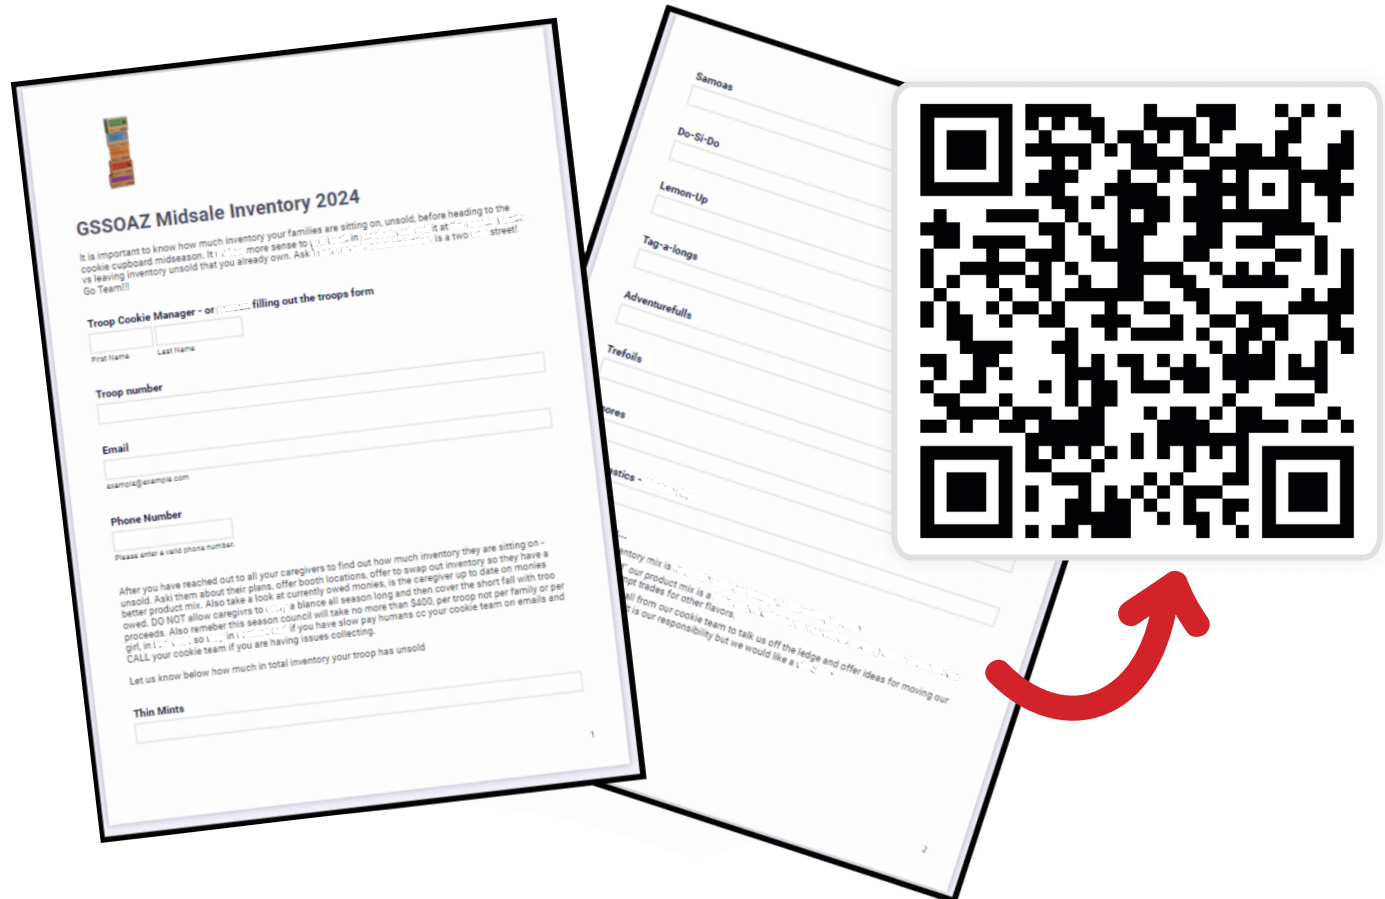 GSSOAZ Midsale Inventory 2024
It is important to know how much inventory your families are sitting on, unsold, before heading to the
cookie cupboard midseason. It more sense to in it at
vs leaving inventory unsold that you already own. Ask is a two street!
Go Team!!!
Troop Cookie Manager - or filling out the troops form
First Name Last Name
Troop number
Email
example@example.com
Phone Number
Please enter a valid phone number.
After you have reached out to all your caregivers to find out how much inventory they are sitting on -
unsold. Aski them about their plans, offer booth locations, offer to swap out inventory so they have a
better product mix. Also take a look at currently owed monies, is the caregiver up to date on monies
owed. DO NOT allow caregivrs to a blance all season long and then cover the short fall with troo
proceeds. Also remeber this season council will take no more than $400, per troop not per family or per
girl, in so in if you have slow pay humans cc your cookie team on emails and
CALL your cookie team if you are having issues collecting.
Let us know below how much in total inventory your troop has unsold
Thin Mints
1
Samoas
Do-Si-Do
Lemon-Up
Tag-a-longs
Adventurefulls
Trefoils
ores
astics -
entory mix is
our product mix is a
mpt trades for other flavors.
all from our cookie team to talk us off the ledge and offer ideas for moving our
t is our responsibility but we would like a
2